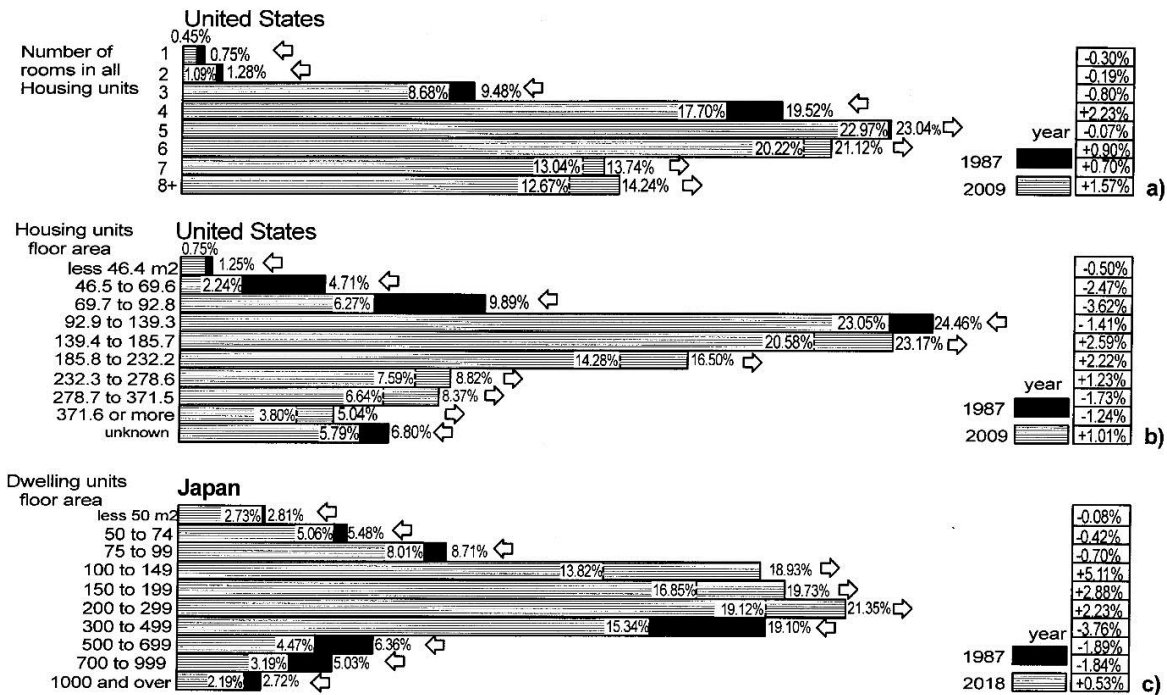 United States
Number of rooms in all Housing units
0.45%
1 0.75% -0.30%
2 1.09% 1.28% -0.19%
3 8.68% 9.48% -0.80%
4 17.70% 19.52% +2.23%
5 22.97% 23.04% -0.07%
6 20.22% 21.12% +0.90%
7 13.04% 13.74% +0.70%
8+ 12.67% 14.24% +1.57%
year
1987
2009
a)
United States
Housing units floor area
0.75%
less 46.4 m2 1.25% -0.50%
46.5 to 69.6 2.24% 4.71% -2.47%
69.7 to 92.8 6.27% 9.89% -3.62%
92.9 to 139.3 23.05% 24.46% -1.41%
139.4 to 185.7 20.58% 23.17% +2.59%
185.8 to 232.2 14.28% 16.50% +2.22%
232.3 to 278.6 7.59% 8.82% +1.23%
278.7 to 371.5 6.64% 8.37% -1.73%
371.6 or more 3.80% 5.04% -1.24%
unknown 5.79% 6.80% +1.01%
year
1987
2009
b)
Japan
Dwelling units floor area
less 50 m2 2.73% 2.81% -0.08%
50 to 74 5.06% 5.48% -0.42%
75 to 99 8.01% 8.71% -0.70%
100 to 149 13.82% 18.93% +5.11%
150 to 199 16.85% 19.73% +2.88%
200 to 299 19.12% 21.35% +2.23%
300 to 499 15.34% 19.10% -3.76%
500 to 699 4.47% 6.36% -1.89%
700 to 999 3.19% 5.03% -1.84%
1000 and over 2.19% 2.72% +0.53%
year
1987
2018
c)